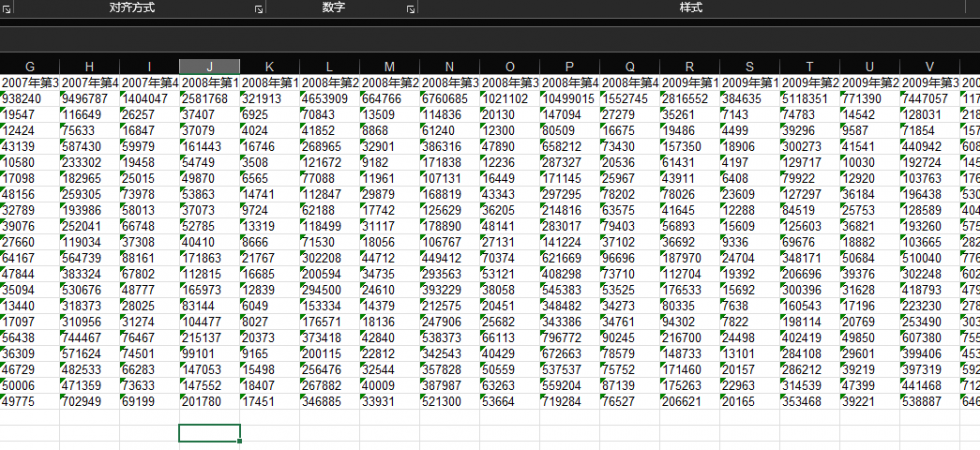 对齐方式 数字 样式
G H I J K L M N O P Q R S T U V
2007年第3 2007年第4 2007年第4 2008年第1 2008年第1 2008年第2 2008年第2 2008年第3 2008年第3 2008年第4 2008年第4 2009年第1 2009年第1 2009年第2 2009年第2 2009年第3 20
938240 9496787 1404047 2581768 321913 4653909 664766 6760685 1021102 10499015 1552745 2816552 384635 5118351 771390 7447057 117
19547 116649 26257 37407 6925 70843 13509 114836 20130 147094 27279 35261 7143 74783 14542 128031 218
12424 75633 16847 37079 4024 41852 8868 61240 12300 80509 16675 19486 4499 39296 9587 71854 157
43139 587430 59979 161443 16746 268965 32901 386316 47890 658212 73430 157350 18906 300273 41541 440942 608
10580 233302 19458 54749 3508 121672 9182 171838 12236 287327 20536 61431 4197 129717 10030 192724 145
17098 182965 25015 49870 6565 77088 11961 107131 16449 171145 25967 43911 6408 79922 12920 103763 176
48156 259305 73978 53863 14741 112847 29879 168819 43343 297295 78202 78026 23609 127297 36184 196438 530
32789 193986 58013 37073 9724 62188 17742 125629 36205 214816 63575 41645 12288 84519 25753 128589 404
39076 252041 66748 52785 13319 118499 31117 178890 48141 283017 79403 56893 15609 125603 36821 193260 575
27660 119034 37308 40410 8666 71530 18056 106767 27131 141224 37102 36692 9336 69676 18882 103665 282
64167 564739 88161 171863 21767 302208 44712 449412 70374 621669 96696 187970 24704 348171 50684 510040 776
47844 383324 67802 112815 16685 200594 34735 293563 53121 408298 73710 112704 19392 206696 39376 302248 602
35094 530676 48777 165973 12839 294500 24610 393229 38058 545383 53525 176533 15692 300396 31628 418793 479
13440 318373 28025 83144 6049 153334 14379 212575 20451 348482 34273 80335 7638 160543 17196 223230 278
17097 310956 31274 104477 8027 176571 18136 247906 25682 343386 34761 94302 7822 198114 20769 253490 303
56438 744467 76467 215137 20373 373418 42840 538373 66113 796772 90245 216700 24498 402419 49850 607380 755
36309 571624 74501 99101 9165 200115 22812 342543 40429 672663 78579 148733 13101 284108 29601 399406 453
46729 482533 66283 147053 15498 256476 32544 357828 50559 537537 75752 171460 20157 286212 39219 397319 592
50006 471359 73633 147552 18407 267882 40009 387987 63263 559204 87139 175263 22963 314539 47399 441468 712
49775 702949 69199 201780 17451 346885 33931 521300 53664 719284 76527 206621 20165 353468 39221 538887 646